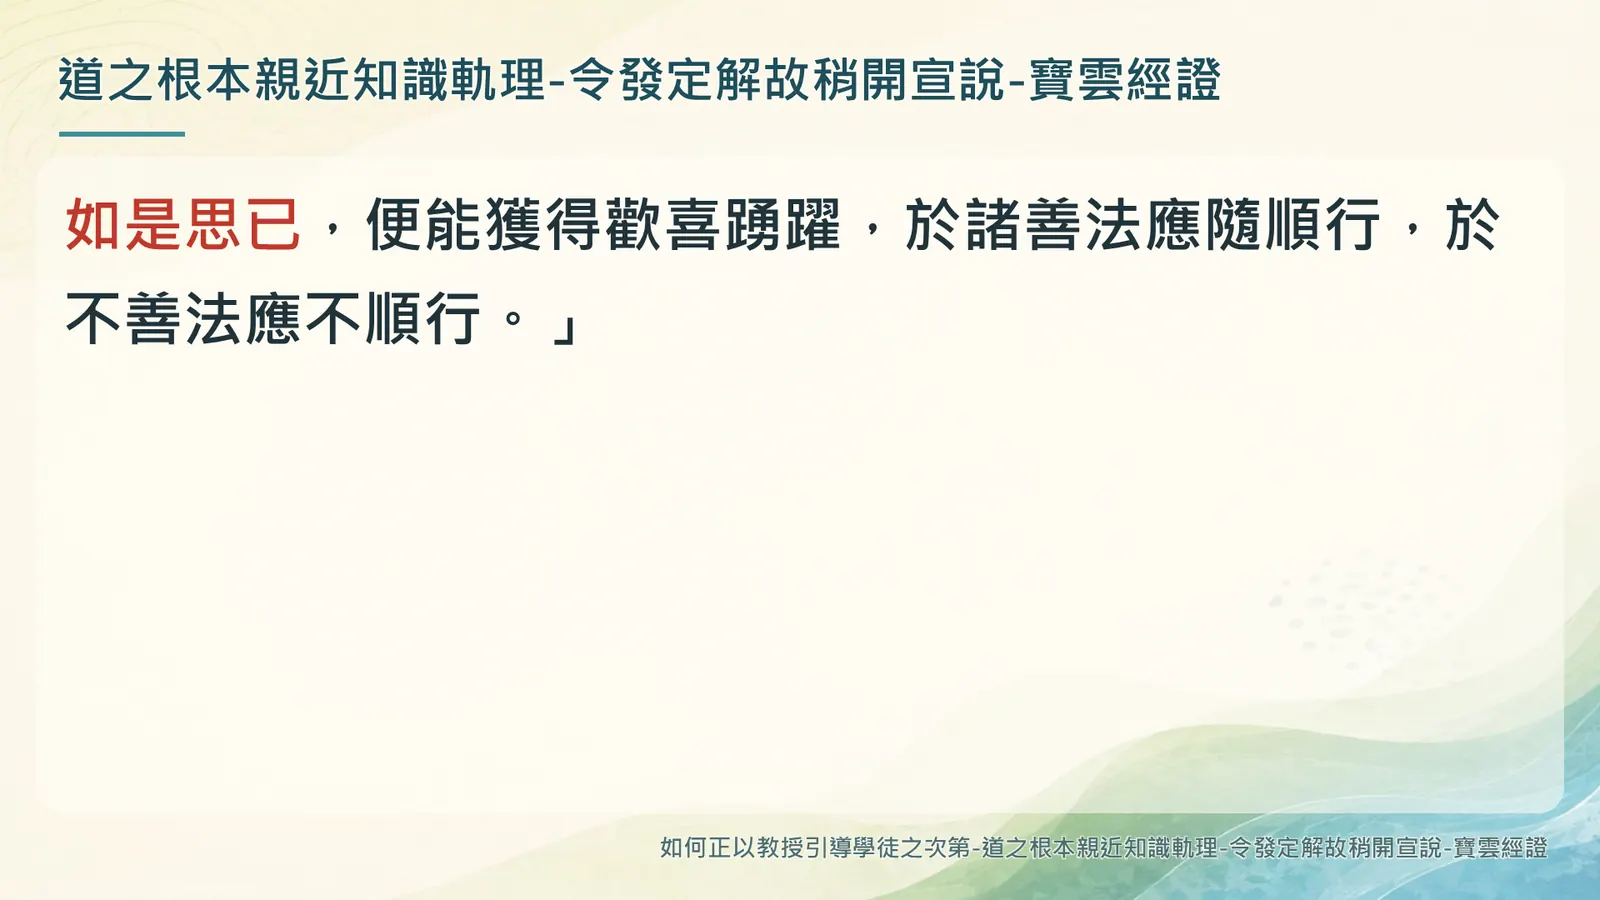 道之根本親近知識軌理-令發定解故稍開宣說-寶雲經證
如是思已，便能獲得歡喜踴躍，於諸善法應隨順行，於
不善法應不順行。」
如何正以教授引導學徒之次第-道之根本親近知識軌理-令發定解故稍開宣說-寶雲經證